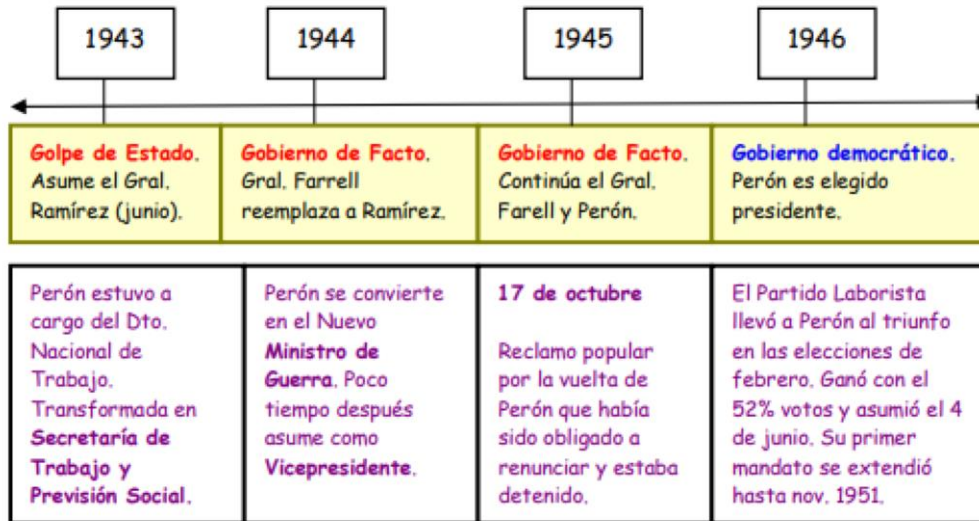 1943
1944
1945
1946
Golpe de Estado.
Asume el Gral.
Ramírez (junio).
Gobierno de Facto.
Gral. Farrell
reemplaza a Ramírez.
Gobierno de Facto.
Continúa el Gral.
Farell y Perón.
Gobierno democrático.
Perón es elegido
presidente.
Perón estuvo a
cargo del Dto.
Nacional de
Trabajo.
Transformada en
Secretaría de
Trabajo y
Previsión Social.
Perón se convierte
en el Nuevo
Ministro de
Guerra. Poco
tiempo después
asume como
Vicepresidente.
17 de octubre
Reclamo popular
por la vuelta de
Perón que había
sido obligado a
renunciar y estaba
detenido.
El Partido Laborista
llevó a Perón al triunfo
en las elecciones de
febrero. Ganó con el
52% votos y asumió el 4
de junio. Su primer
mandato se extendió
hasta nov. 1951.